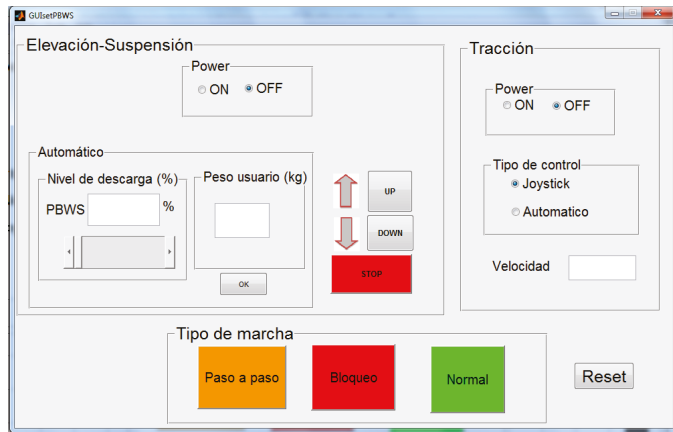 GUIsetPBWS
Elevación-Suspensión
Power
ON OFF
Automático
Nivel de descarga (%)
PBWS %
Peso usuario (kg)
OK
UP
DOWN
STOP
Tracción
Power
ON OFF
Tipo de control
Joystick
Automatico
Velocidad
Tipo de marcha
Paso a paso
Bloqueo
Normal
Reset